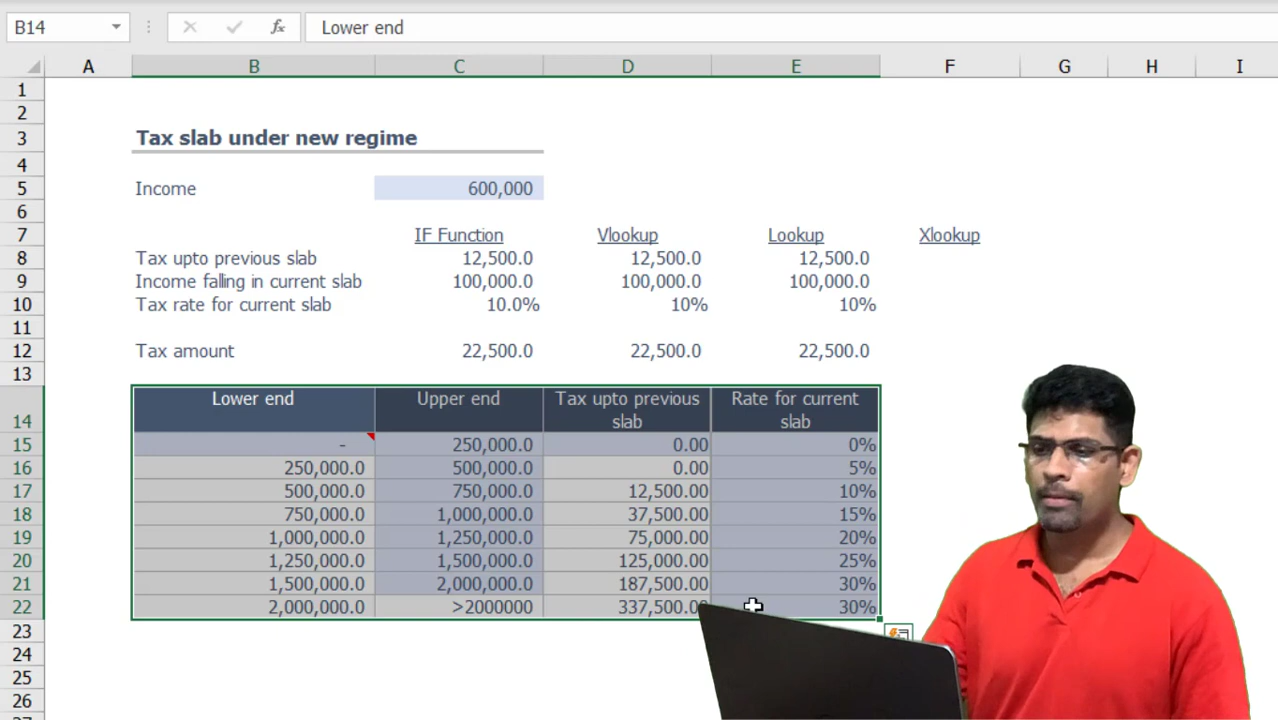 B14 fx Lower end
A B C D E F G H I
1
2
3 Tax slab under new regime
4
5 Income 600,000
6
7 IF Function Vlookup Lookup Xlookup
8 Tax upto previous slab 12,500.0 12,500.0 12,500.0
9 Income falling in current slab 100,000.0 100,000.0 100,000.0
10 Tax rate for current slab 10.0% 10% 10%
11
12 Tax amount 22,500.0 22,500.0 22,500.0
13
Lower end Upper end Tax upto previous Rate for current
14 slab slab
15 - 250,000.0 0.00 0%
16 250,000.0 500,000.0 0.00 5%
17 500,000.0 750,000.0 12,500.00 10%
18 750,000.0 1,000,000.0 37,500.00 15%
19 1,000,000.0 1,250,000.0 75,000.00 20%
20 1,250,000.0 1,500,000.0 125,000.00 25%
21 1,500,000.0 2,000,000.0 187,500.00 30%
22 2,000,000.0 >2000000 337,500.00 30%
23
24
25
26